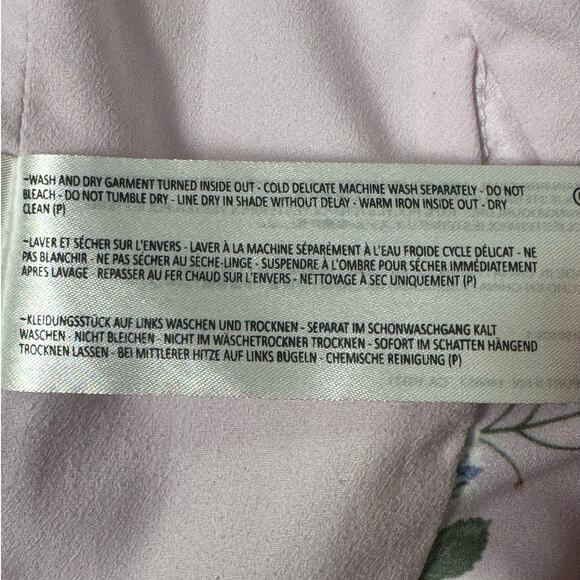 ~WASH AND DRY GARMENT TURNED INSIDE OUT - COLD DELICATE MACHINE WASH SEPARATELY - DO NOT
BLEACH - DO NOT TUMBLE DRY - LINE DRY IN SHADE WITHOUT DELAY - WARM IRON INSIDE OUT - DRY
CLEAN (P)
~LAVER ET SÉCHER SUR L'ENVERS - LAVER À LA MACHINE SÉPARÉMENT À L'EAU FROIDE CYCLE DÉLICAT - NE
PAS BLANCHIR - NE PAS SÉCHER AU SÈCHE-LINGE - SUSPENDRE À L'OMBRE POUR SÉCHER IMMÉDIATEMENT
APRÈS LAVAGE - REPASSER AU FER CHAUD SUR L'ENVERS - NETTOYAGE À SEC UNIQUEMENT (P)
~KLEIDUNGSSTÜCK AUF LINKS WASCHEN UND TROCKNEN - SEPARAT IM SCHONWASCHGANG KALT
WASCHEN - NICHT BLEICHEN - NICHT IM WÄSCHETROCKNER TROCKNEN - SOFORT IM SCHATTEN HÄNGEND
TROCKNEN LASSEN - BEI MITTLERER HITZE AUF LINKS BÜGELN - CHEMISCHE REINIGUNG (P)